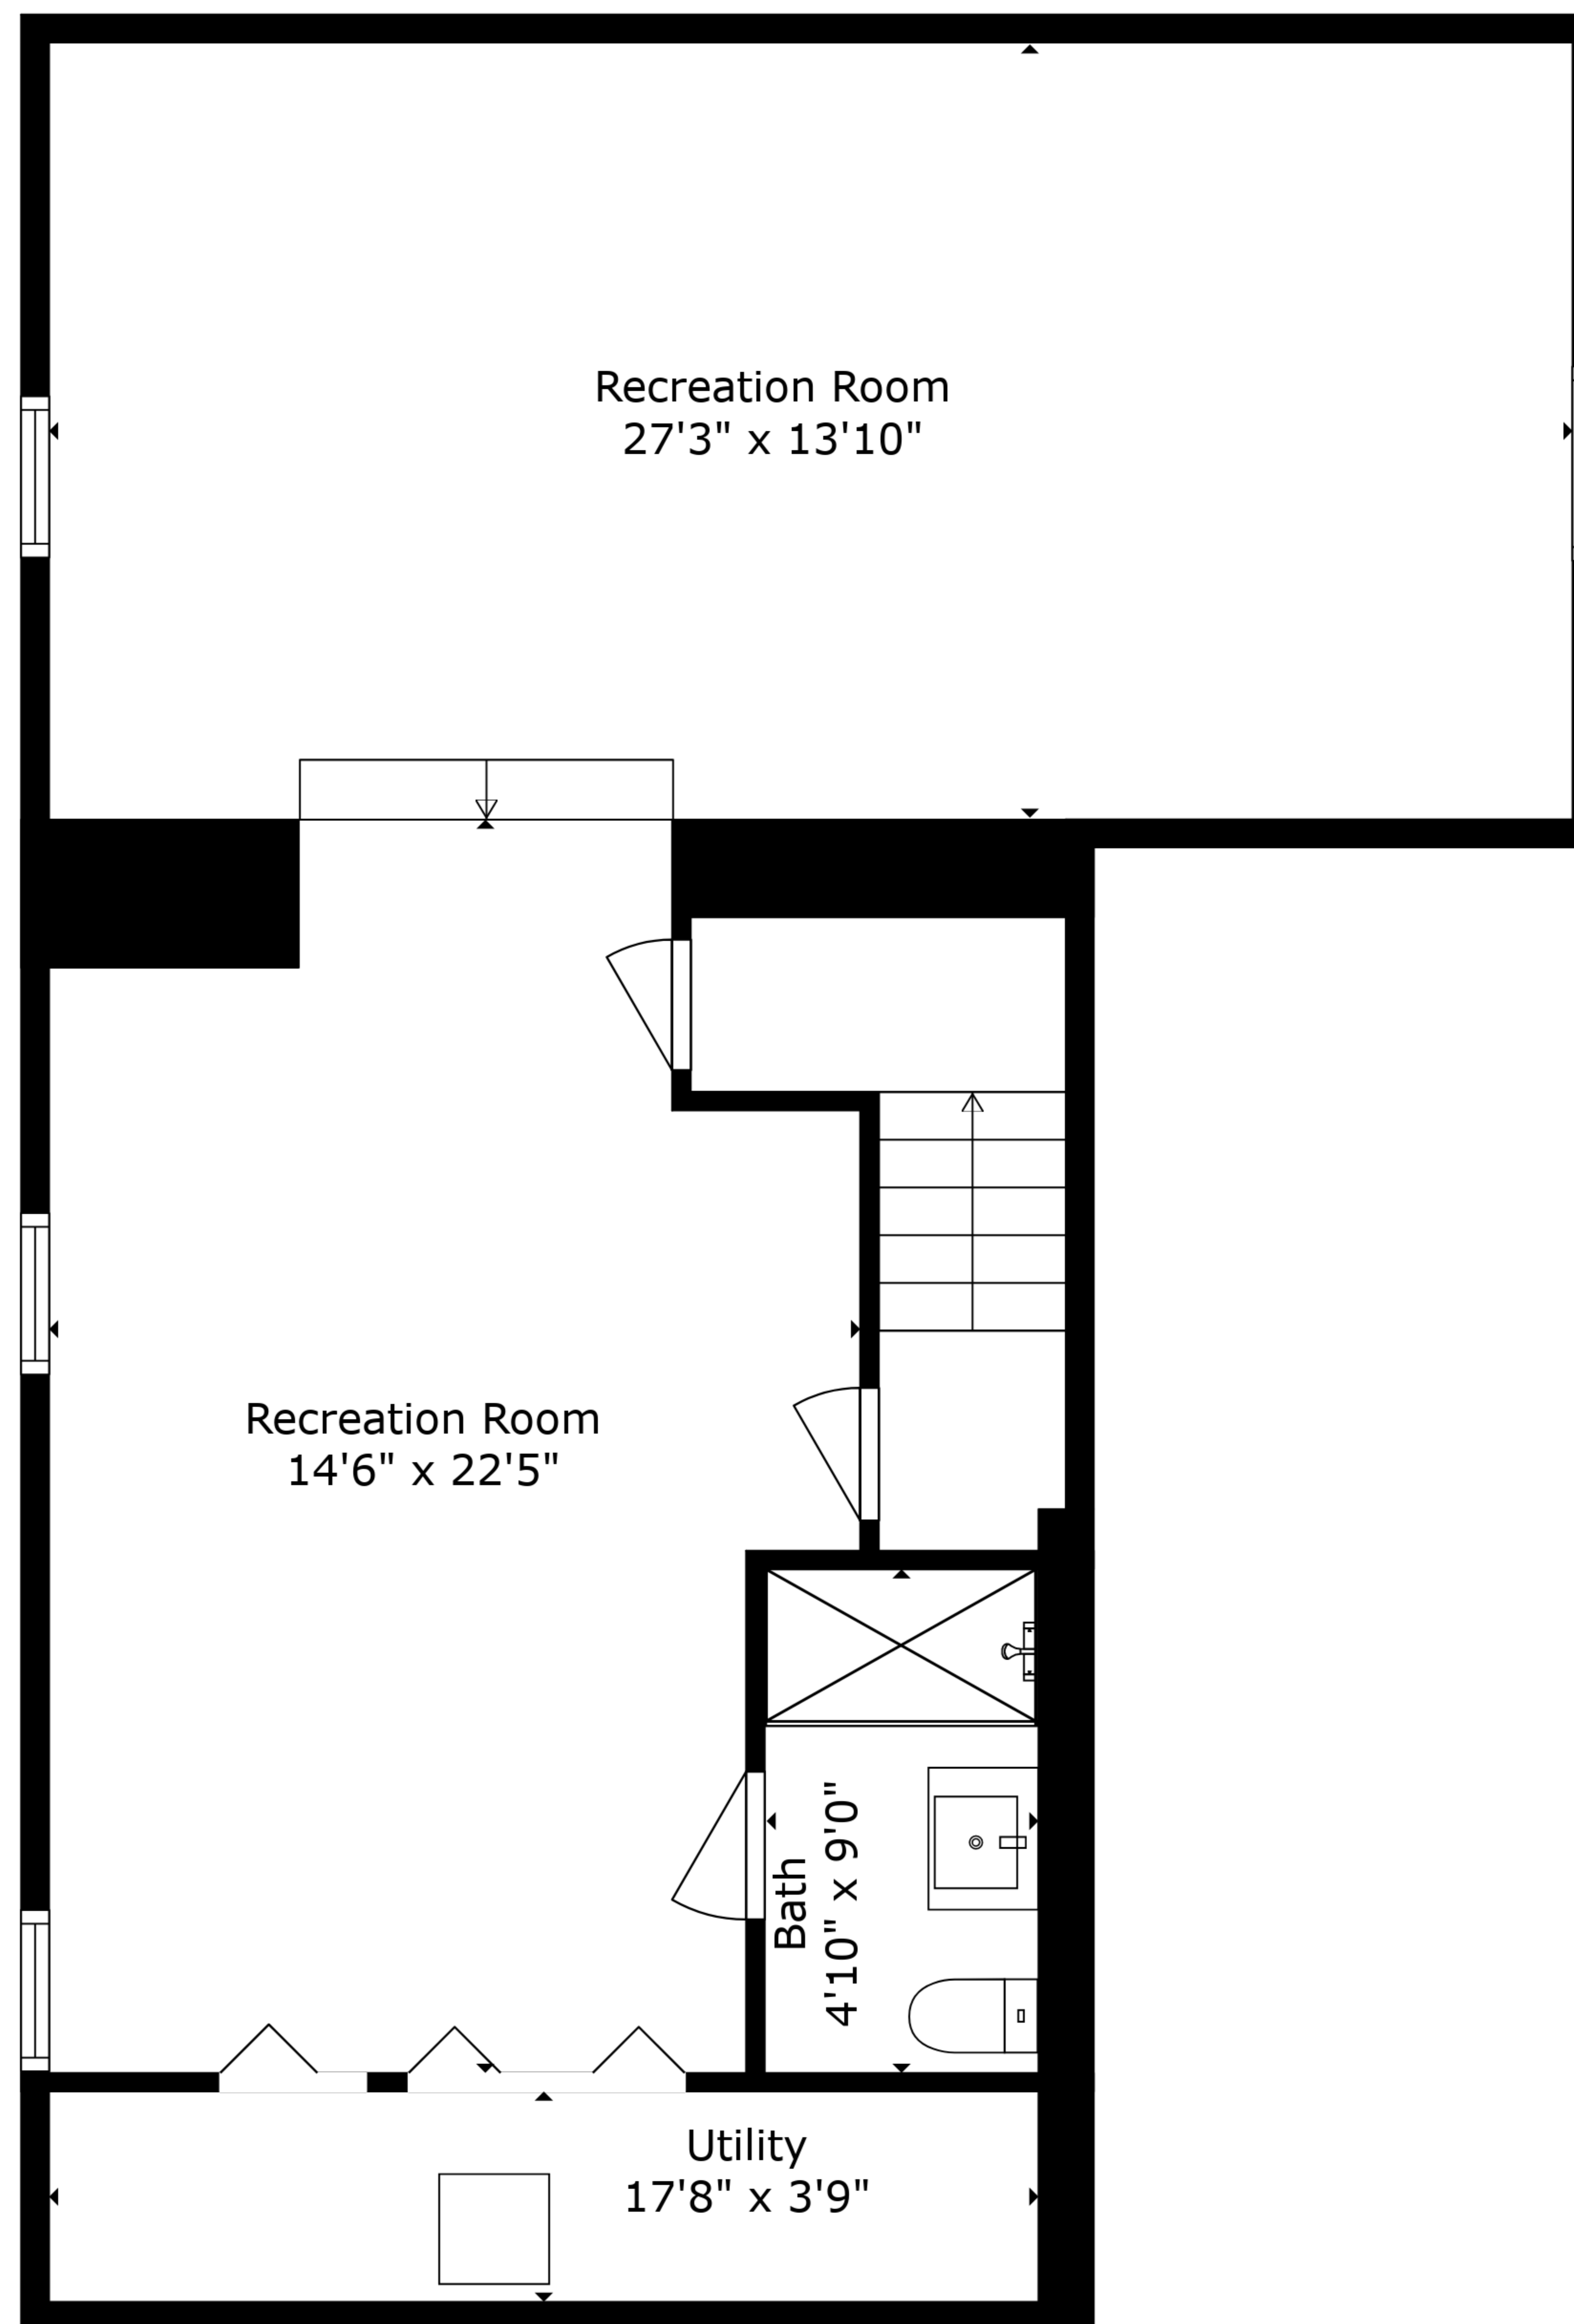 Recreation Room
27'3" x 13'10"
Recreation Room
14'6" x 22'5"
Bath
4'10" x 9'0"
Utility
17'8" x 3'9"